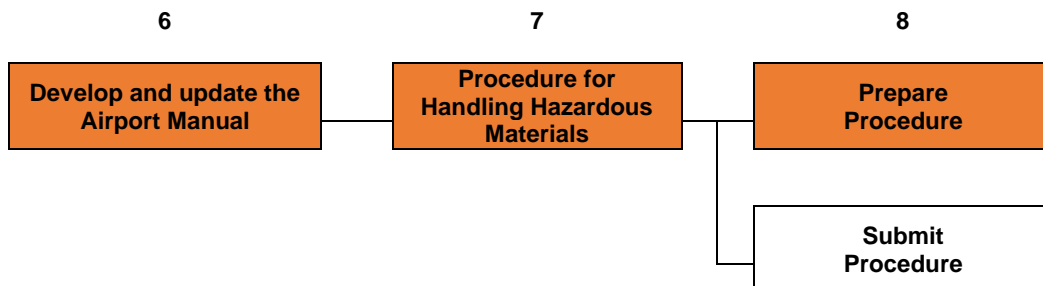 6
7
8
Develop and update the
Airport Manual
Procedure for
Handling Hazardous
Materials
Prepare
Procedure
Submit
Procedure